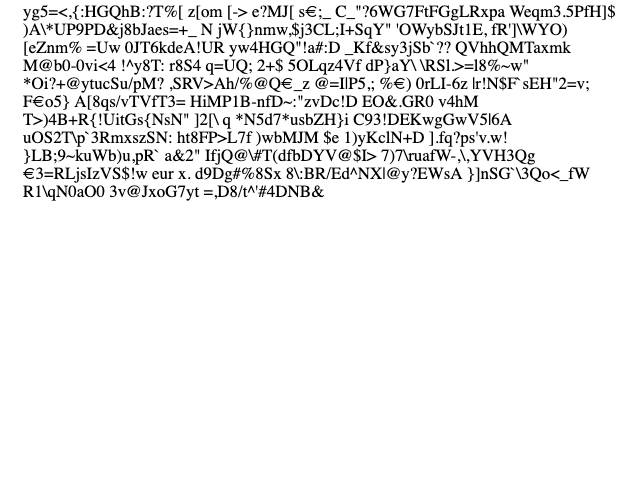 yg5=<,{:HGQhB:?T%[ z[om [-> e?MJ[ s€;_ C_"?6WG7FtFGgLRxpa Weqm3.5PfH]$
)A\*UP9PD&j8bJaes=+_ N jW{}nmw,$j3CL;I+SqY" 'OWybSJt1E, fR']\WYO)
[eZnm% =Uw 0JT6kdeA!UR yw4HGQ"!a#:D _Kf&sy3jSb`?? QVhhQMTaxmk
M@b0-0vi<4 !^y8T: r8S4 q=UQ; 2+$ 5OLqz4Vf dP}aY\ \RSl.>=l8%~w"
*Oi?+@ytucSu/pM? ,SRV>Ah/%@Q€_z @=I|P5,; %€) 0rLI-6z |r!N$F`sEH"2=v;
F€o5} A[8qs/vTVfT3= HiMP1B-nfD~:"zvDc!D EO&.GR0 v4hM
T>)4B+R{!UitGs{NsN" ]2[\ q *N5d7*usbZH}i C93!DEKwgGwV5|6A
uOS2T\p`3RmxszSN: ht8FP>L7f )wbMJM $e 1)yKclN+D ].fq?ps'v.w!
}LB;9~kuWb)u,pR` a&2" IfjQ@\#T(dfbDYV@$I> 7)7\ruafW-,\,YVH3Qg
€3=RLjsIzVS$!w eur x. d9Dg#%8Sx 8\:BR/Ed^NX|@y?EWsA }]nSG`\3Qo<_fW
R1\qN0aO0 3v@JxoG7yt =,D8/t^'#4DNB&